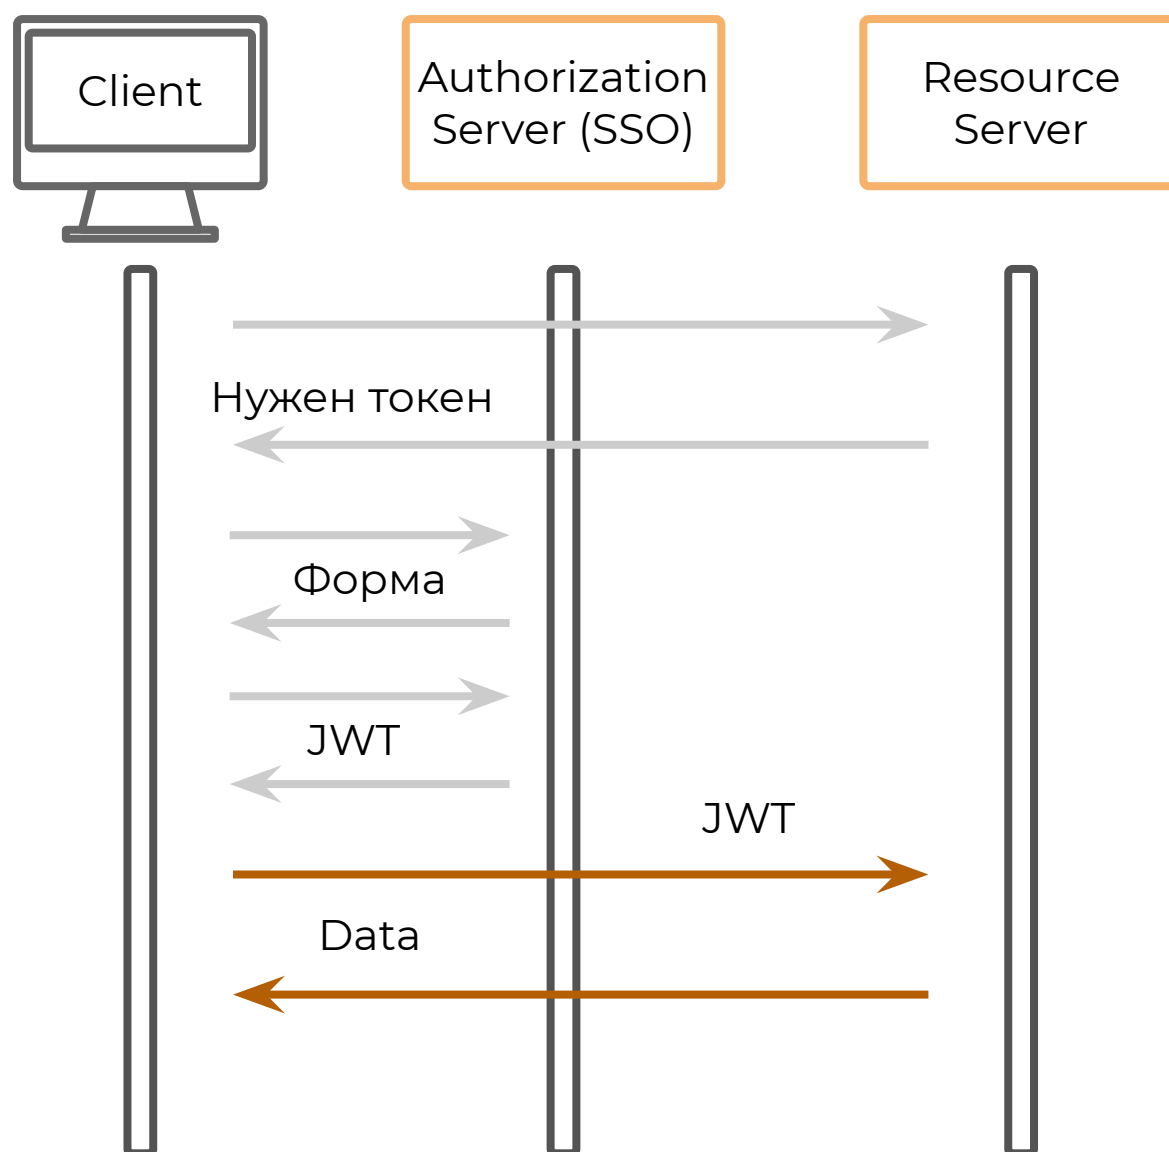 Client
Authorization
Server (SSO)
Resource
Server
Нужен токен
Форма
JWT
JWT
Data